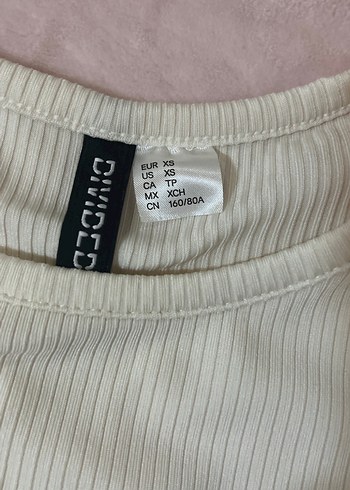 DIVIDED
EUR XS
US XS
CA TP
MX XCH
CN 160/80A